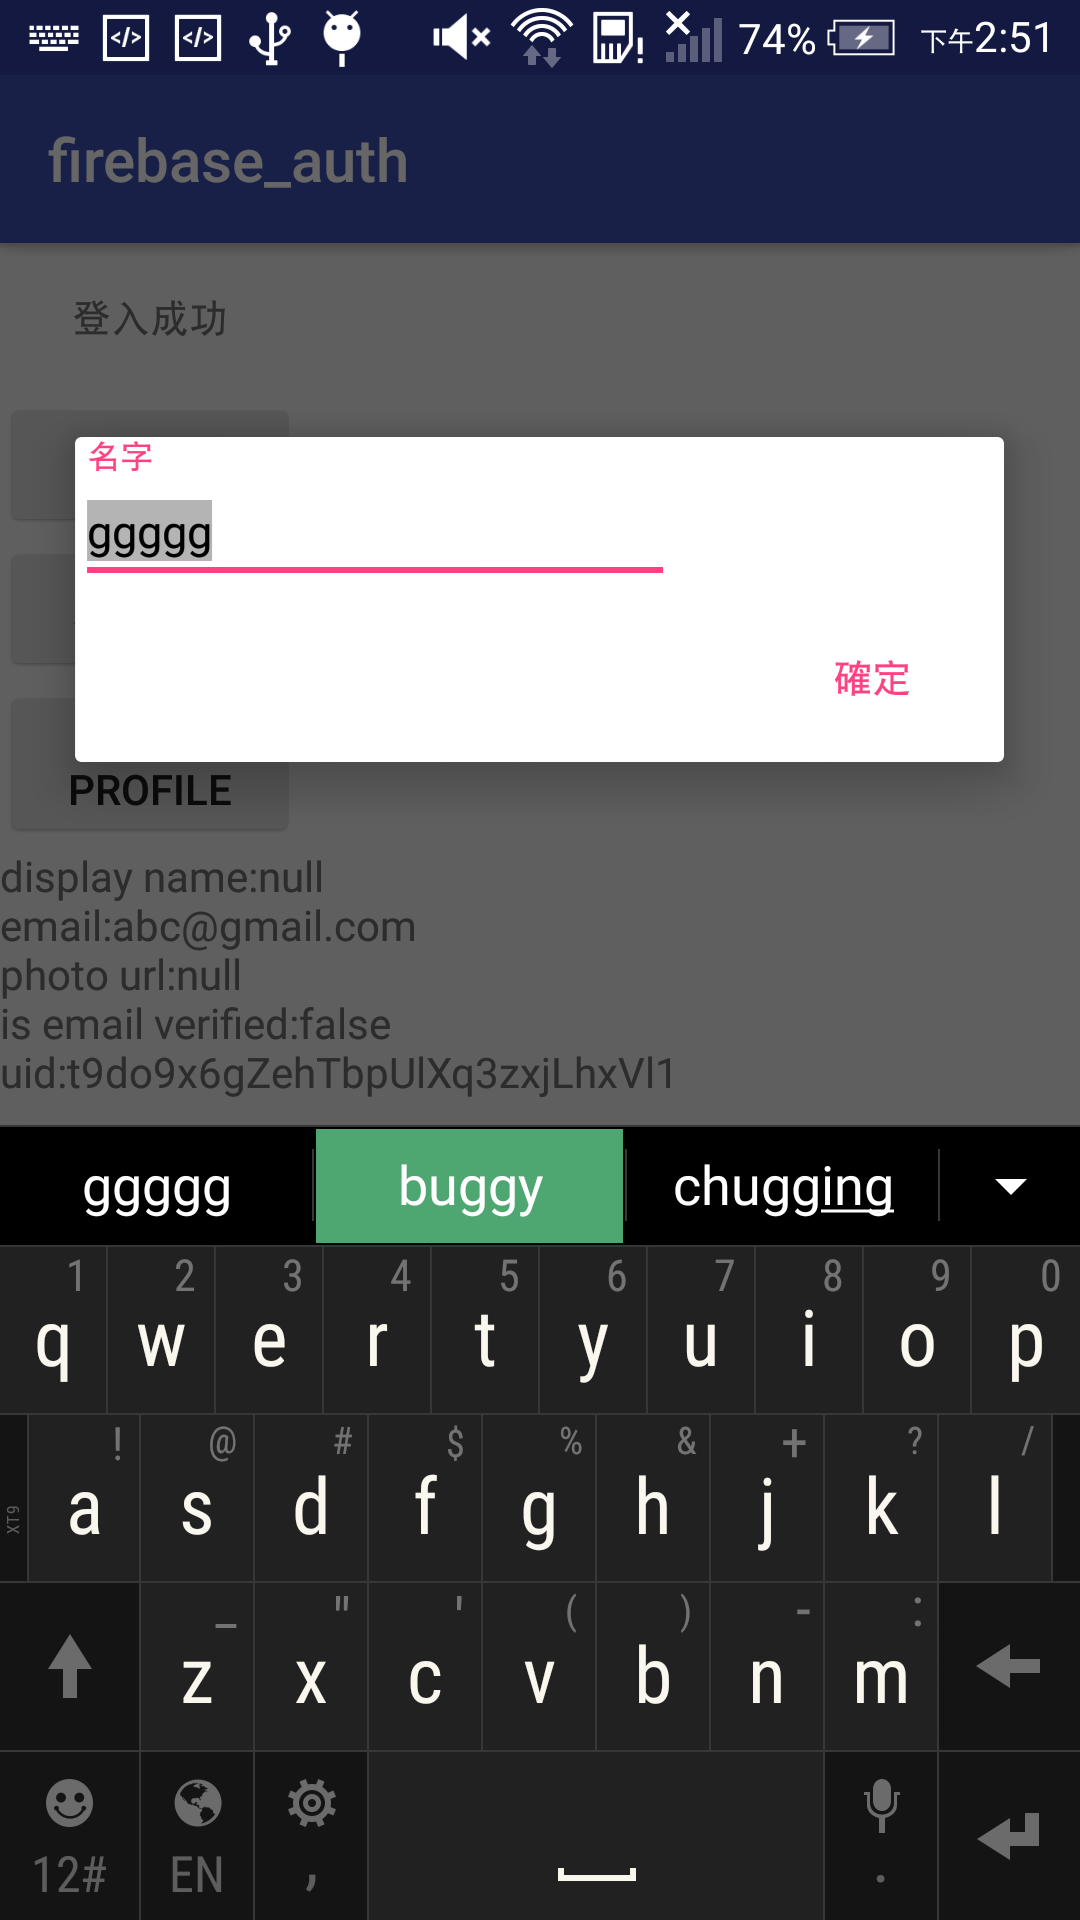 74% 下午2:51
firebase_auth
登入成功
名字
ggggg
確定
PROFILE
display name:null
email:abc@gmail.com
photo url:null
is email verified:false
uid:t9do9x6gZehTbpUlXq3zxjLhxVl1
ggggg buggy chugging
1 2 3 4 5 6 7 8 9 0
q w e r t y u i o p
! @ # $ % & + ? /
XT9 a s d f g h j k l
_ " ' ( ) - :
z x c v b n m
12# EN , .